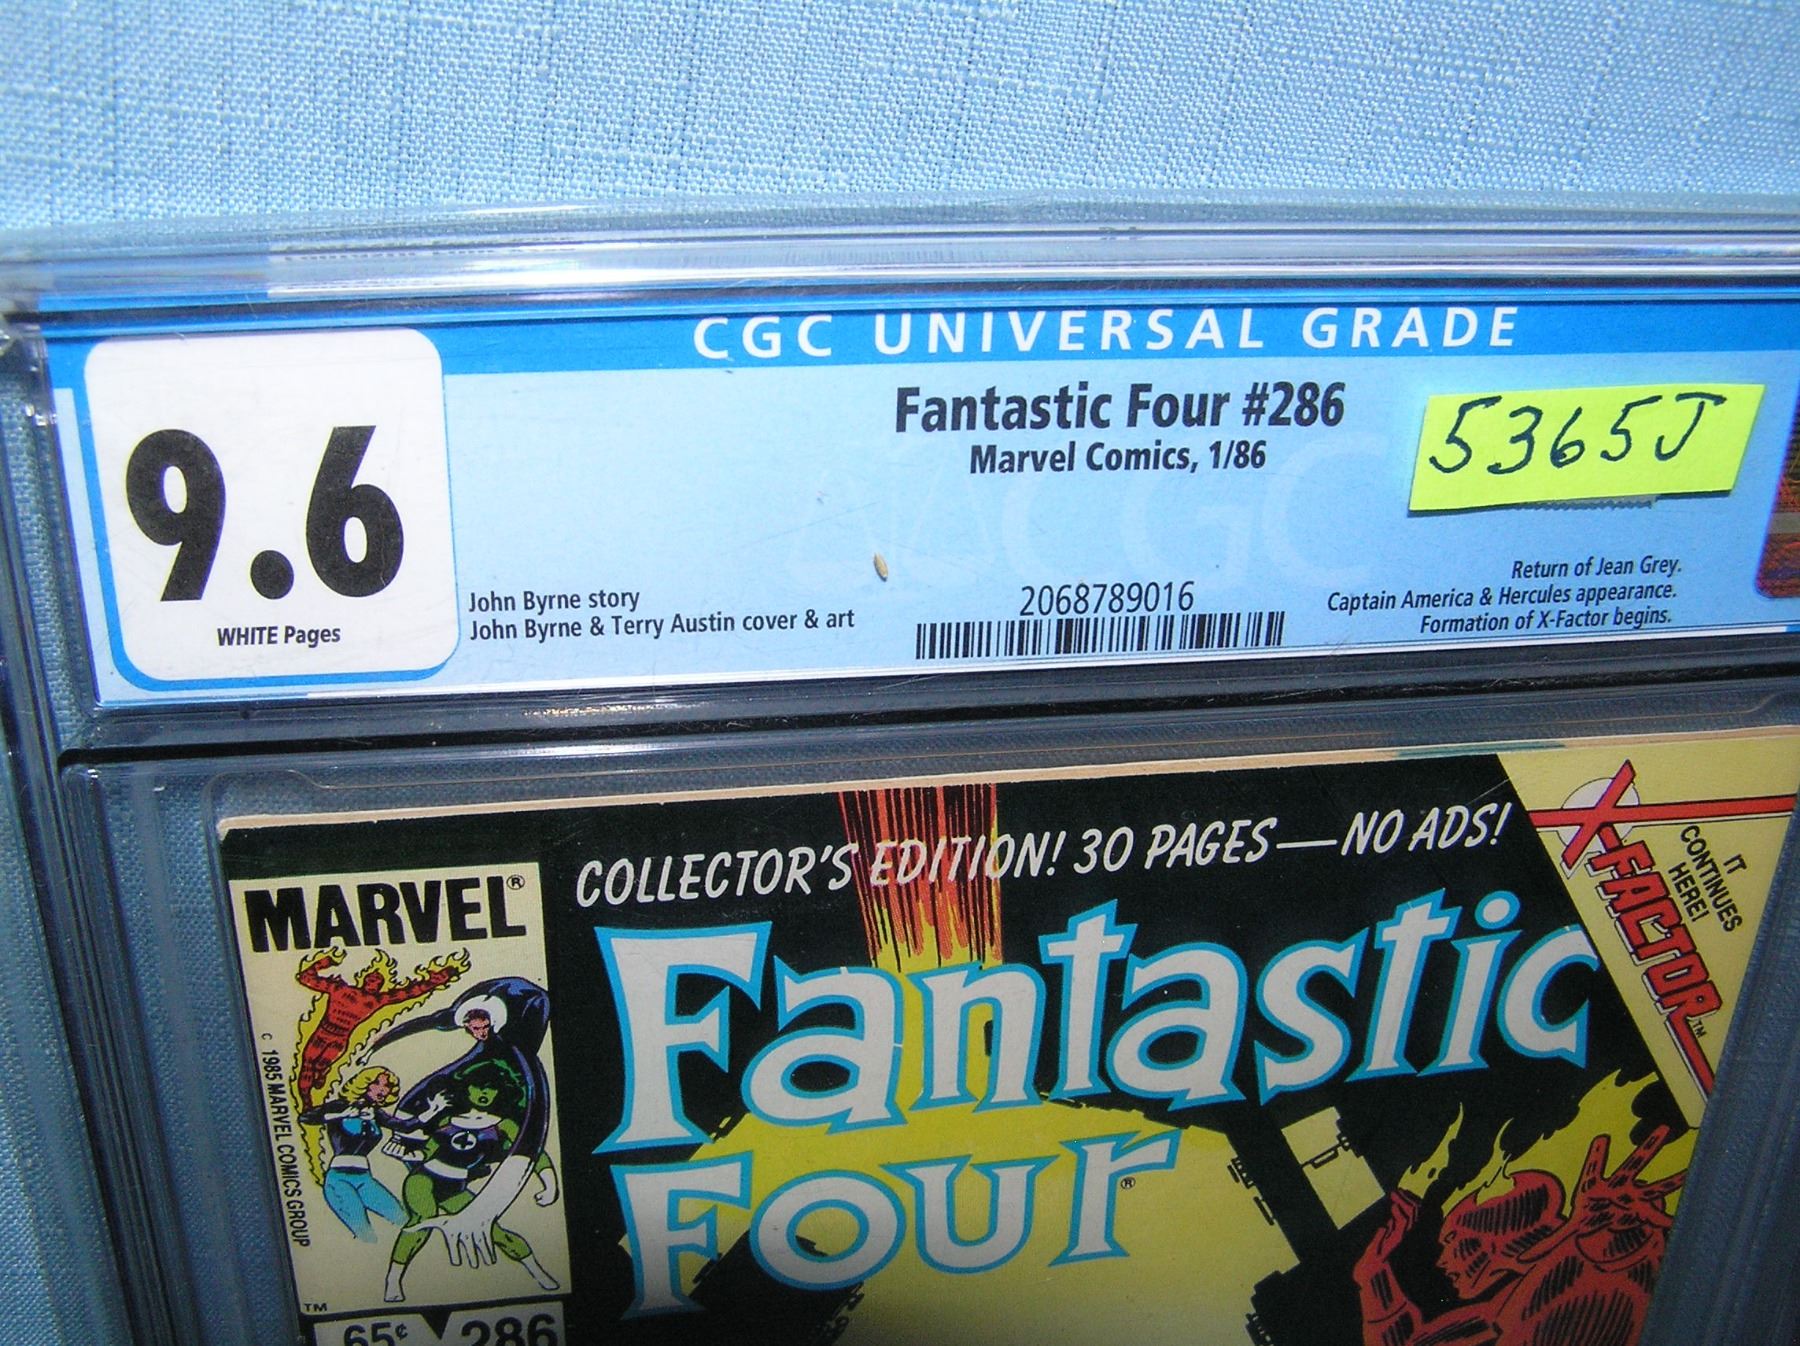 CGC UNIVERSAL GRADE
9.6
WHITE Pages
Fantastic Four #286
Marvel Comics, 1/86
5365J
John Byrne story
John Byrne & Terry Austin cover & art
2068789016
Return of Jean Grey.
Captain America & Hercules appearance.
Formation of X-Factor begins.
COLLECTOR'S EDITION! 30 PAGES—NO ADS!
X-FACTOR™
IT
CONTINUES
HERE!
MARVEL®
Fantastic
Four®
c 1985 MARVEL COMICS GROUP
TM
65¢ 286